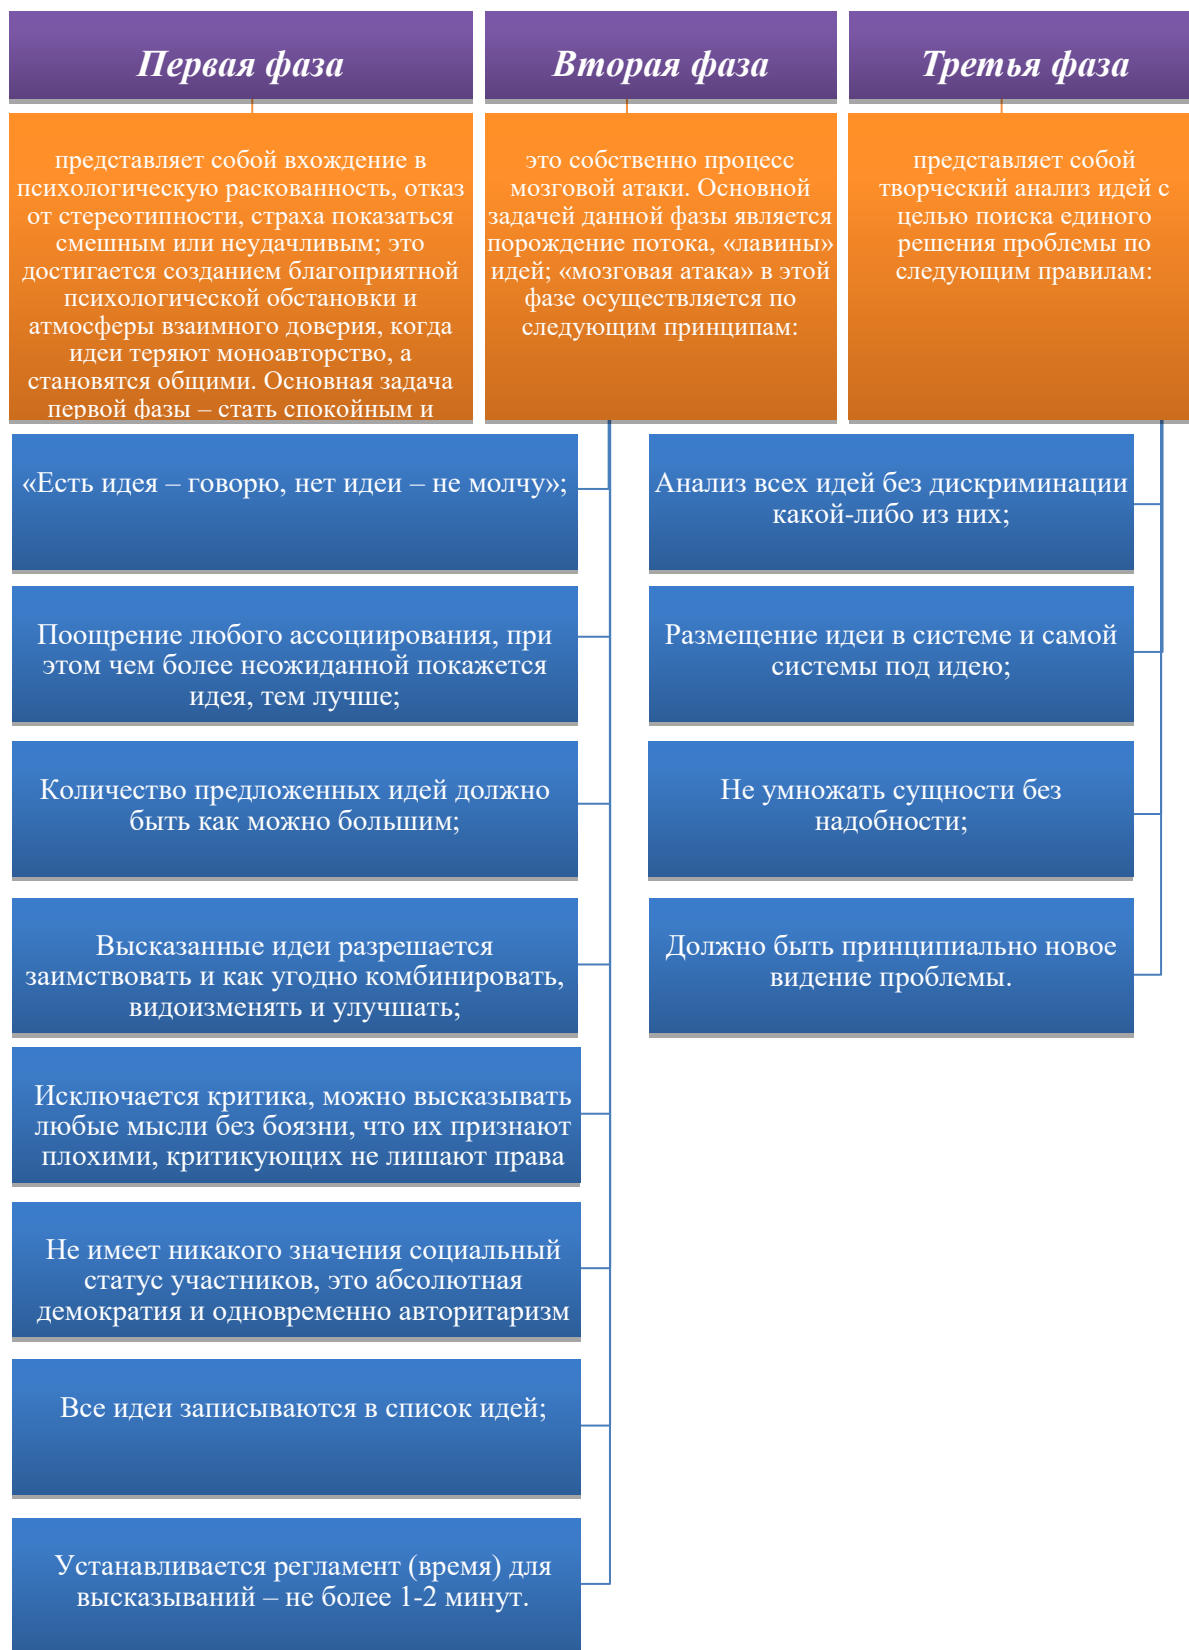 Первая фаза
Вторая фаза
Третья фаза
представляет собой вхождение в
психологическую раскованность, отказ
от стереотипности, страха показаться
смешным или неудачливым; это
достигается созданием благоприятной
психологической обстановки и
атмосферы взаимного доверия, когда
идеи теряют моноавторство, а
становятся общими. Основная задача
первой фазы – стать спокойным и
это собственно процесс
мозговой атаки. Основной
задачей данной фазы является
порождение потока, «лавины»
идей; «мозговая атака» в этой
фазе осуществляется по
следующим принципам:
представляет собой
творческий анализ идей с
целью поиска единого
решения проблемы по
следующим правилам:
«Есть идея – говорю, нет идеи – не молчу»;
Поощрение любого ассоциирования, при
этом чем более неожиданной покажется
идея, тем лучше;
Количество предложенных идей должно
быть как можно большим;
Высказанные идеи разрешается
заимствовать и как угодно комбинировать,
видоизменять и улучшать;
Исключается критика, можно высказывать
любые мысли без боязни, что их признают
плохими, критикующих не лишают права
Не имеет никакого значения социальный
статус участников, это абсолютная
демократия и одновременно авторитаризм
Все идеи записываются в список идей;
Устанавливается регламент (время) для
высказываний – не более 1-2 минут.
Анализ всех идей без дискриминации
какой-либо из них;
Размещение идеи в системе и самой
системы под идею;
Не умножать сущности без
надобности;
Должно быть принципиально новое
видение проблемы.